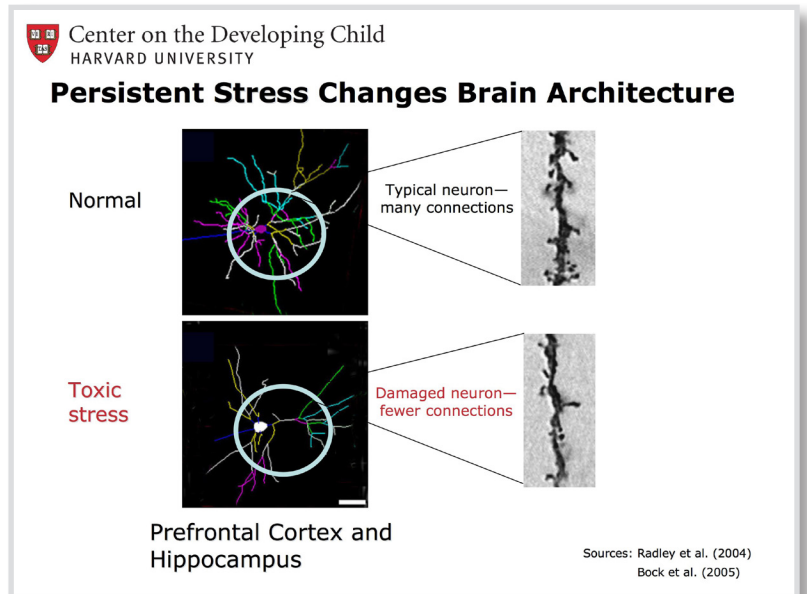 Center on the Developing Child
HARVARD UNIVERSITY
Persistent Stress Changes Brain Architecture
Normal
Typical neuron—
many connections
Toxic
stress
Damaged neuron—
fewer connections
Prefrontal Cortex and
Hippocampus
Sources: Radley et al. (2004)
Bock et al. (2005)